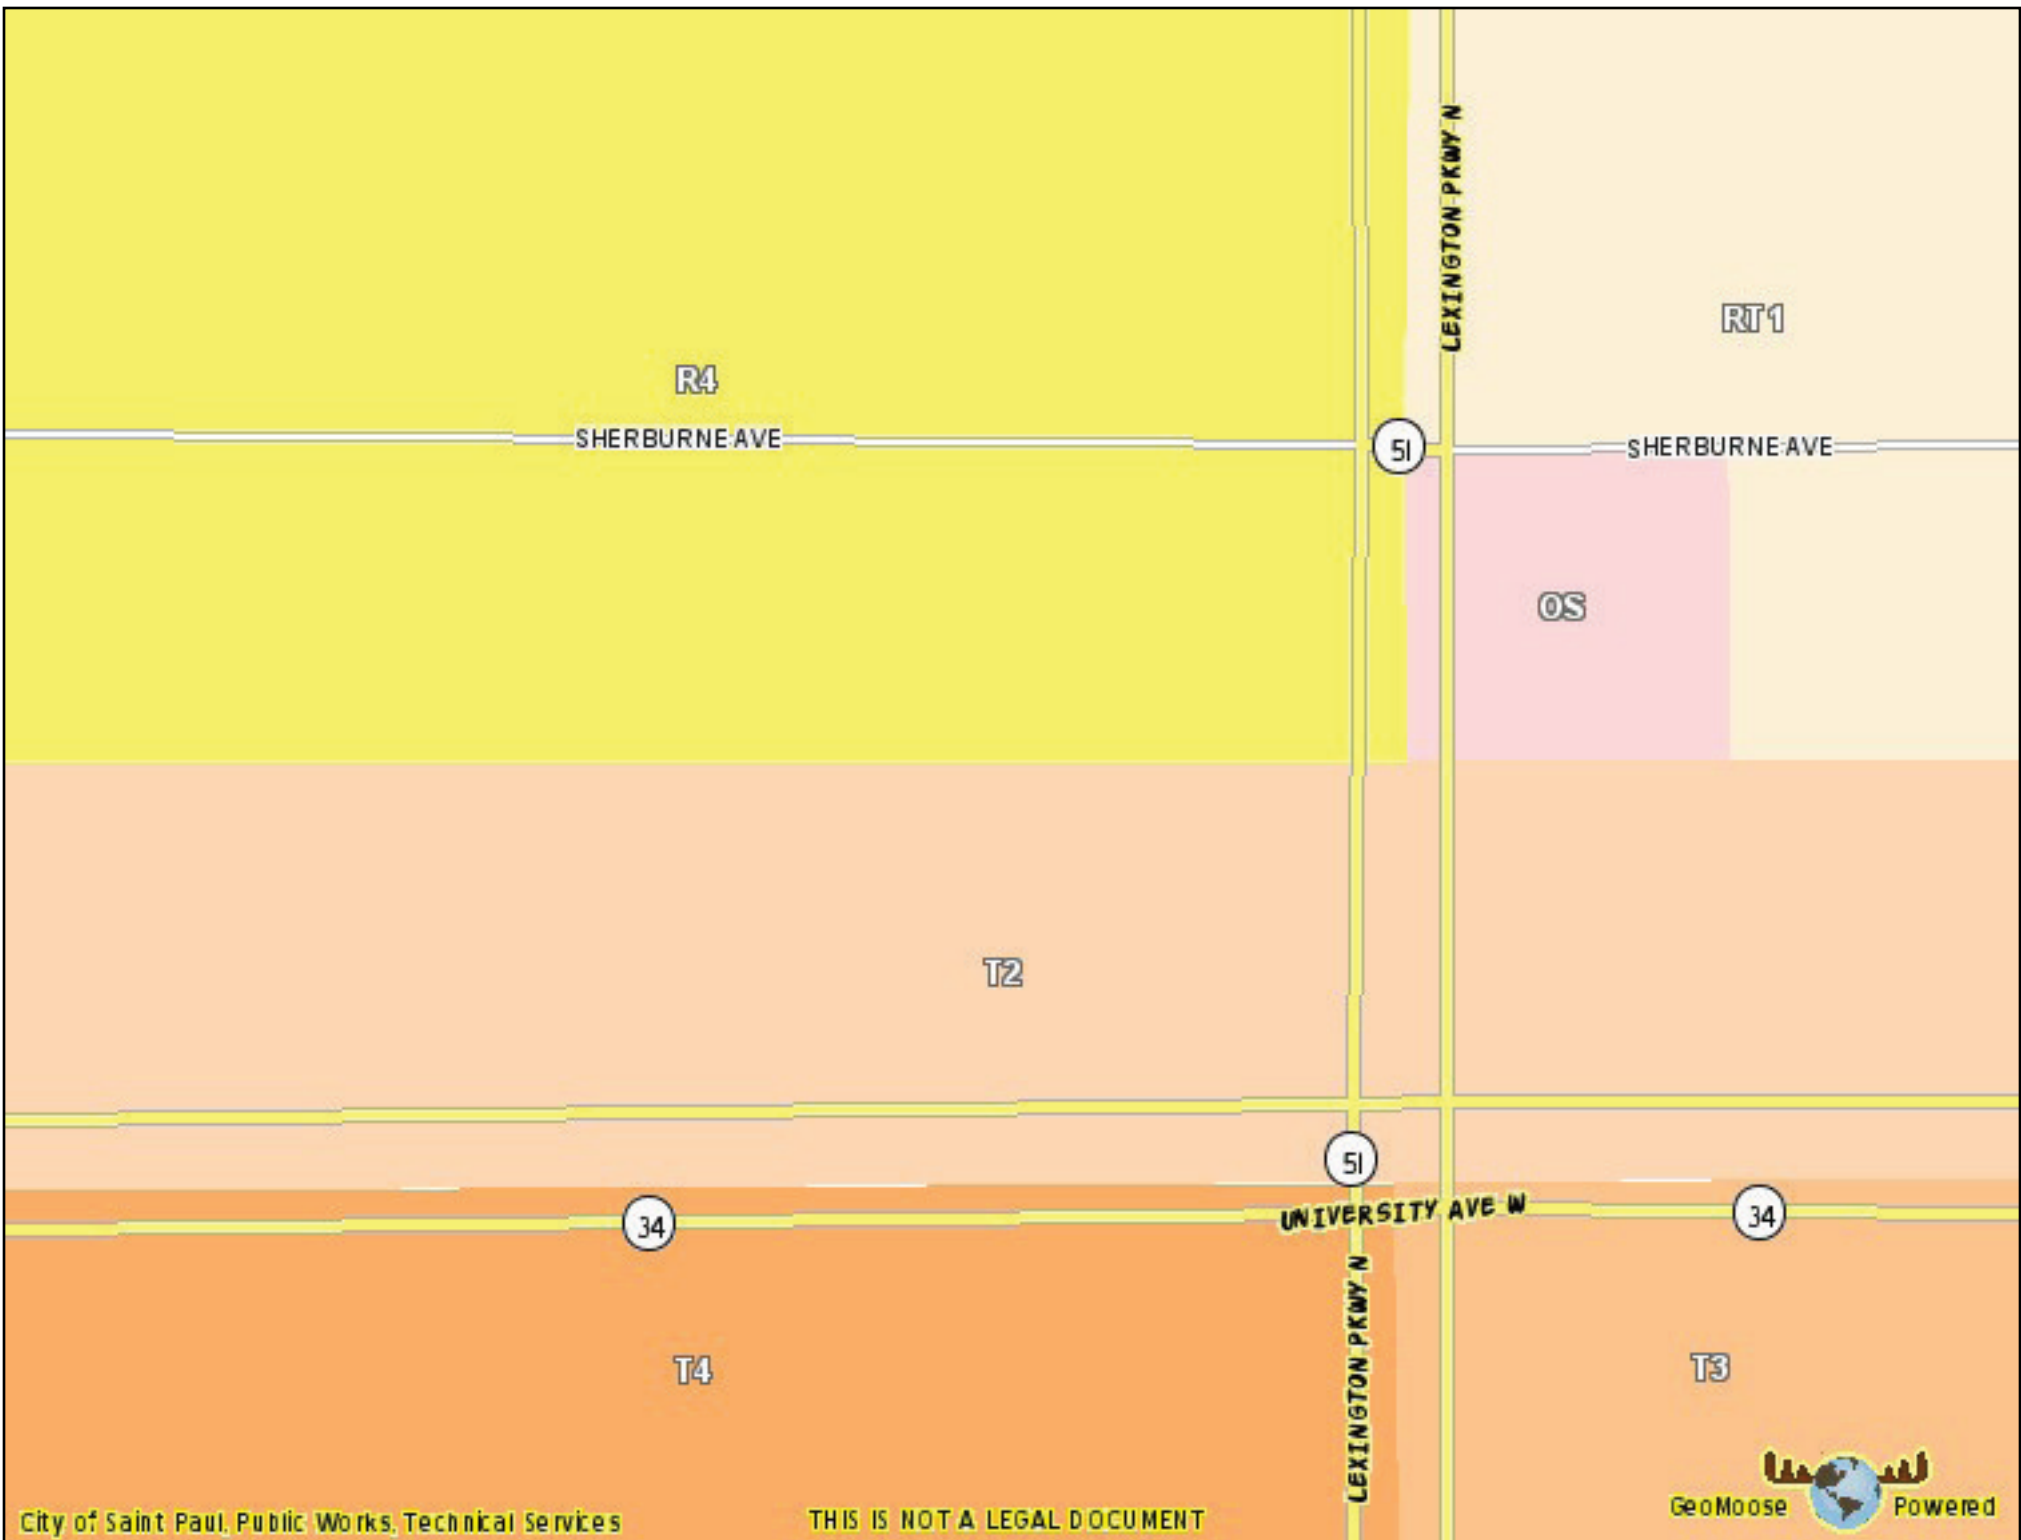 LEXINGTON PKWY N
RT1
R4
SHERBURNE AVE
51
SHERBURNE AVE
OS
T2
51
UNIVERSITY AVE W
34
34
LEXINGTON PKWY N
T4
T3
City of Saint Paul, Public Works, Technical Services
THIS IS NOT A LEGAL DOCUMENT
GeoMoose Powered